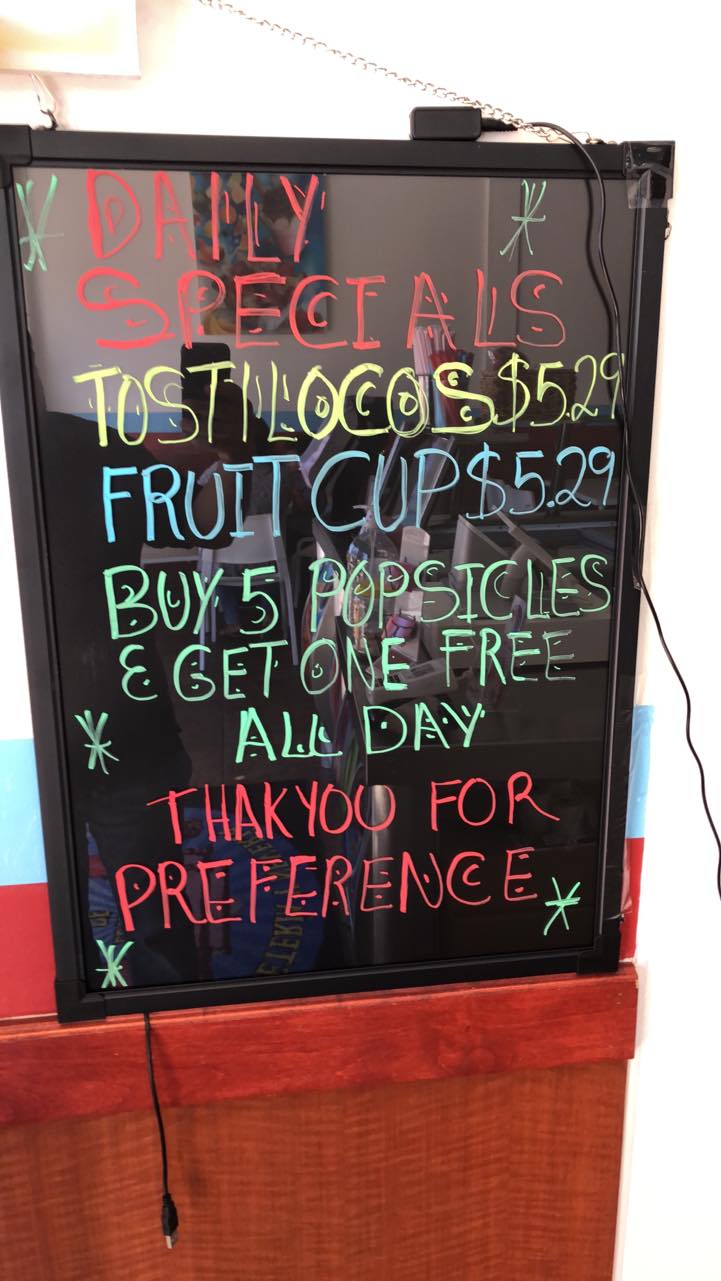 DAILY
SPECIALS
TOSTILOCOS $5.29
FRUIT CUP $5.29
BUY 5 POPSICLES
& GET ONE FREE
ALL DAY
THAKYOU FOR
PREFERENCE